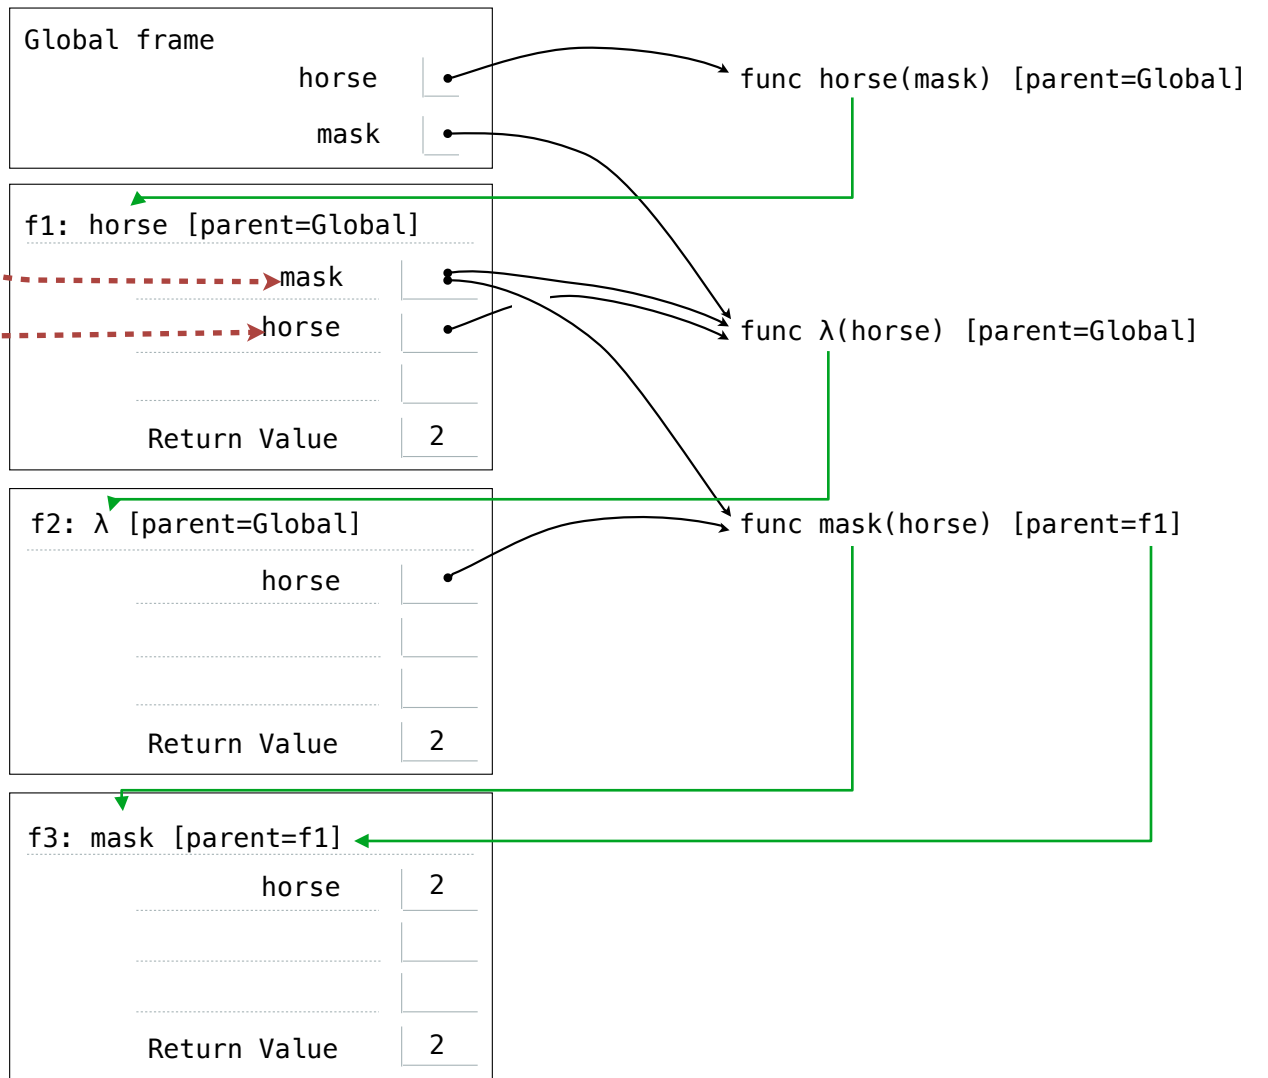 Global frame
horse
func horse(mask) [parent=Global]
mask
f1: horse [parent=Global]
mask
horse
func λ(horse) [parent=Global]
Return Value 2
f2: λ [parent=Global]
func mask(horse) [parent=f1]
horse
Return Value 2
f3: mask [parent=f1]
horse 2
Return Value 2